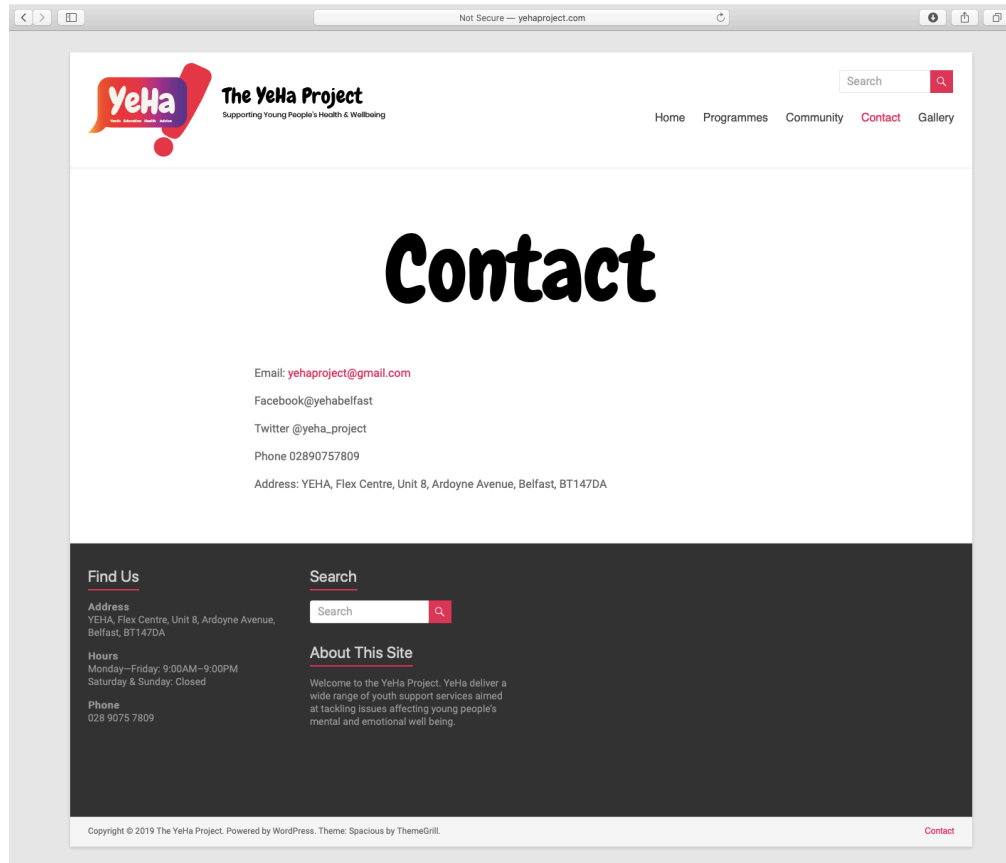 Not Secure — yehaproject.com
YeHa
Youth Education Health Advice
The YeHa Project
Supporting Young People's Health & Wellbeing
Search
Home Programmes Community Contact Gallery
Contact
Email: yehaproject@gmail.com
Facebook@yehabelfast
Twitter @yeha_project
Phone 02890757809
Address: YEHA, Flex Centre, Unit 8, Ardoyne Avenue, Belfast, BT147DA
Find Us
Address
YEHA, Flex Centre, Unit 8, Ardoyne Avenue,
Belfast, BT147DA
Hours
Monday—Friday: 9:00AM–9:00PM
Saturday & Sunday: Closed
Phone
028 9075 7809
Search
Search
About This Site
Welcome to the YeHa Project. YeHa deliver a
wide range of youth support services aimed
at tackling issues affecting young people's
mental and emotional well being.
Copyright © 2019 The YeHa Project. Powered by WordPress. Theme: Spacious by ThemeGrill.
Contact